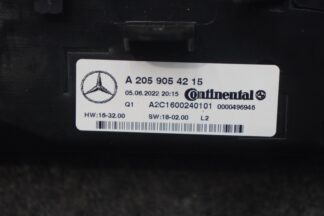 A 205 905 42 15
05.06.2022 20:15 Continental
Q1 A2C1600240101 0000496946
HW:16-32.00 SW:18-02.00 L2